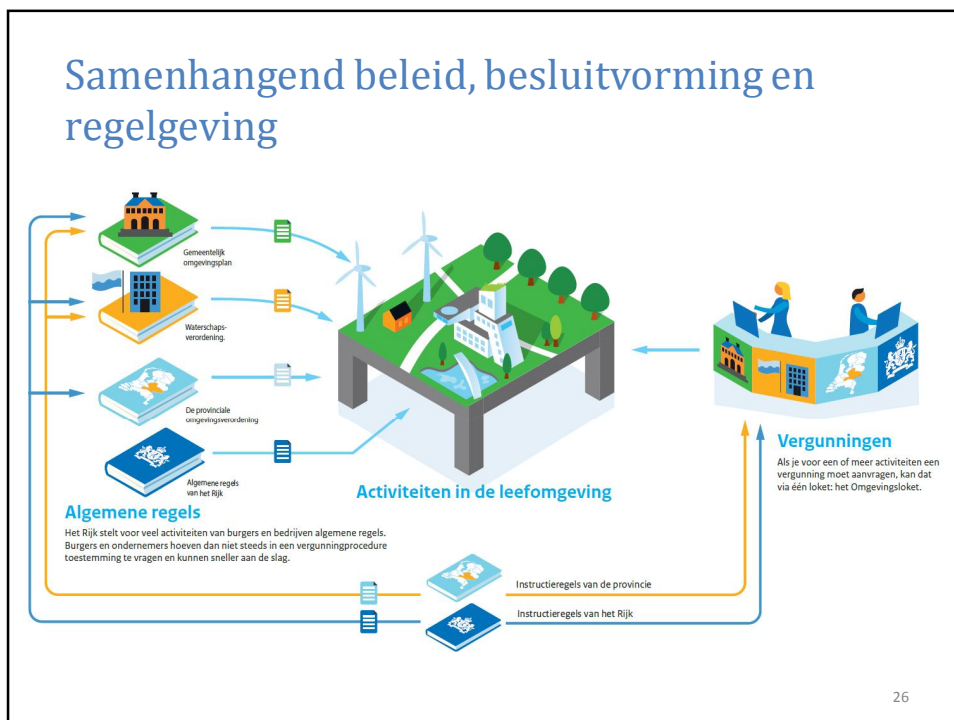 Samenhangend beleid, besluitvorming en
regelgeving
Gemeentelijk
omgevingsplan
Waterschaps-
verordening.
De provinciale
omgevingsverordening
Algemene regels
van het Rijk
Algemene regels
Het Rijk stelt voor veel activiteiten van burgers en bedrijven algemene regels.
Burgers en ondernemers hoeven dan niet steeds in een vergunningprocedure
toestemming te vragen en kunnen sneller aan de slag.
Activiteiten in de leefomgeving
Vergunningen
Als je voor een of meer activiteiten een
vergunning moet aanvragen, kan dat
via één loket: het Omgevingsloket.
Instructieregels van de provincie
Instructieregels van het Rijk
26